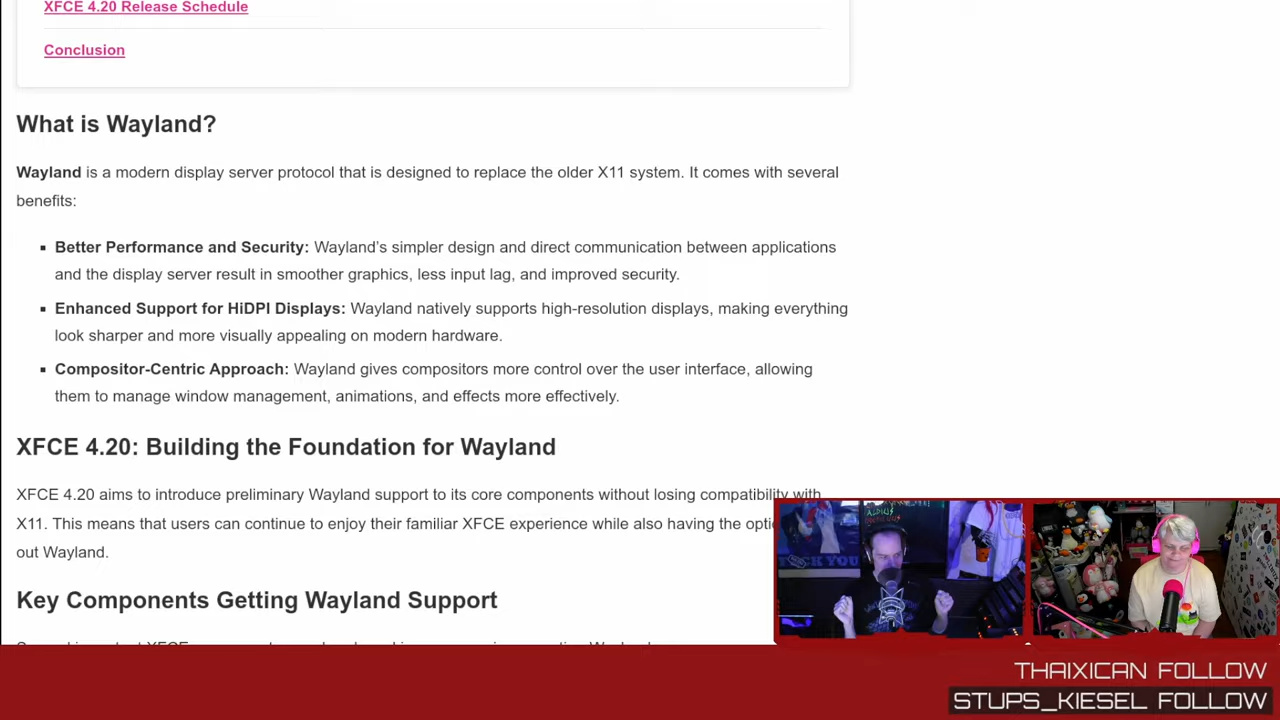 XFCE 4.20 Release Schedule
Conclusion
What is Wayland?
Wayland is a modern display server protocol that is designed to replace the older X11 system. It comes with several
benefits:
▪ Better Performance and Security: Wayland’s simpler design and direct communication between applications
and the display server result in smoother graphics, less input lag, and improved security.
▪ Enhanced Support for HiDPI Displays: Wayland natively supports high-resolution displays, making everything
look sharper and more visually appealing on modern hardware.
▪ Compositor-Centric Approach: Wayland gives compositors more control over the user interface, allowing
them to manage window management, animations, and effects more effectively.
XFCE 4.20: Building the Foundation for Wayland
XFCE 4.20 aims to introduce preliminary Wayland support to its core components without losing compatibility with
X11. This means that users can continue to enjoy their familiar XFCE experience while also having the
out Wayland.
Key Components Getting Wayland Support
THAIXICAN FOLLOW
STUPS_KIESEL FOLLOW